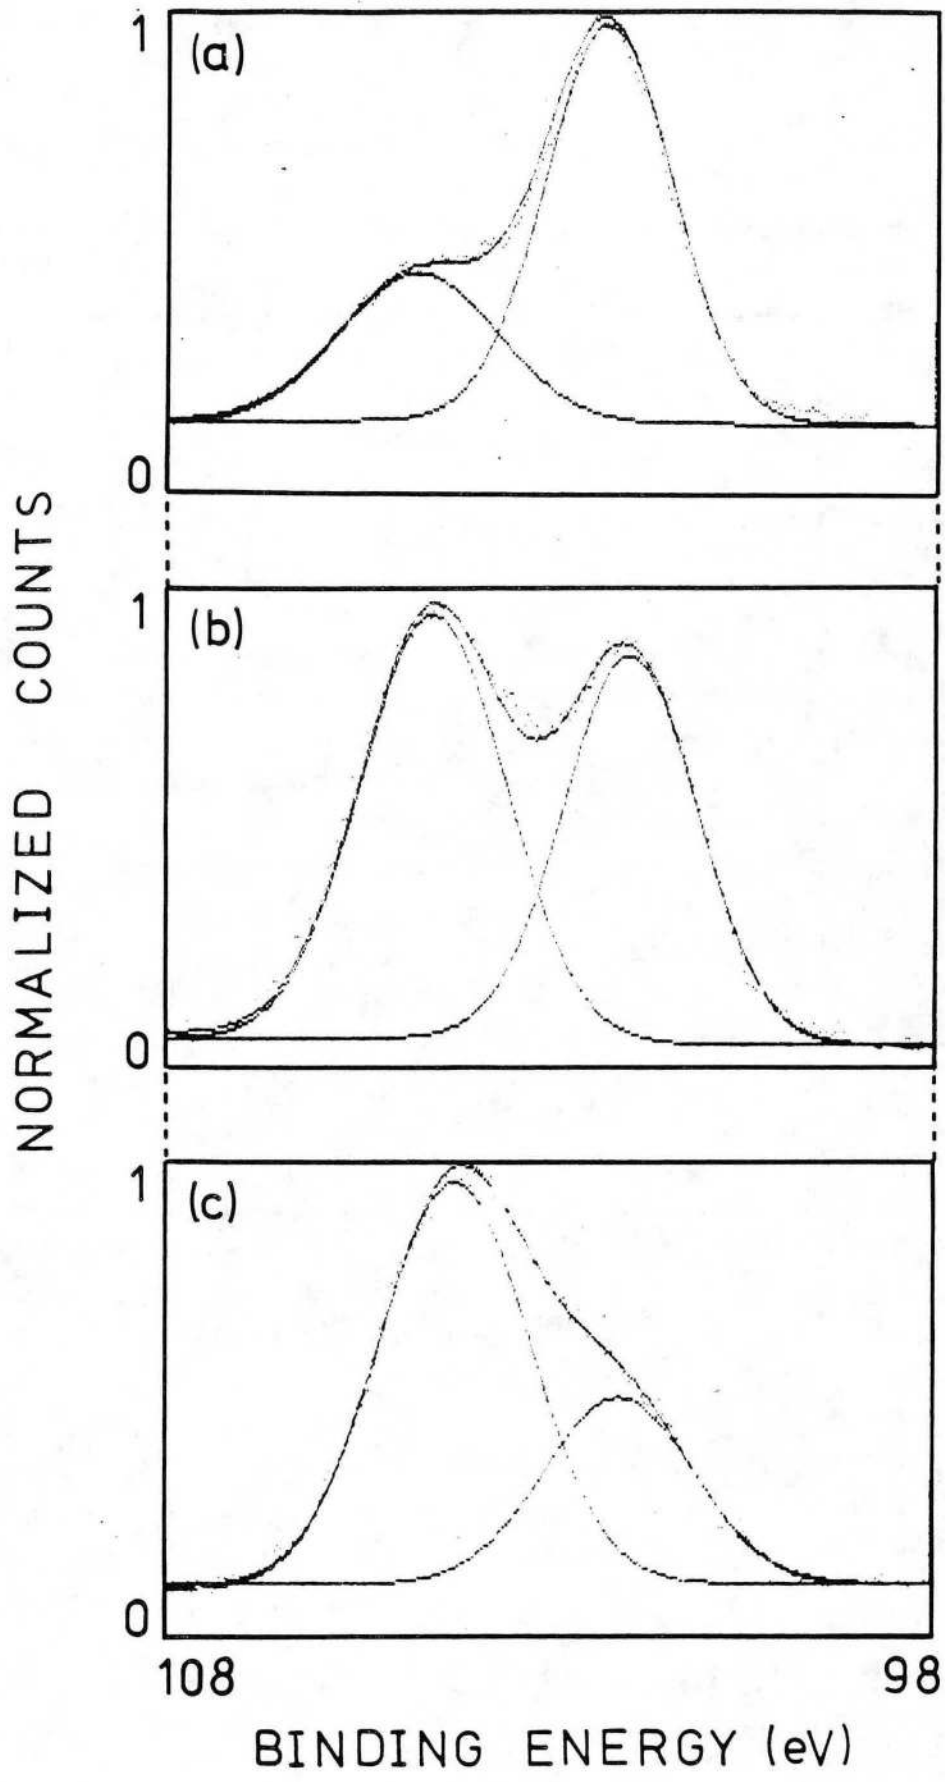 1
(a)
0
NORMALIZED COUNTS
1
(b)
0
1
(c)
0
108 98
BINDING ENERGY (eV)